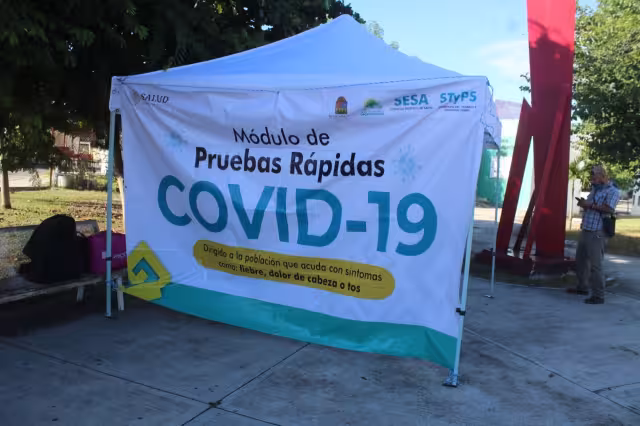 SALUD
SESA
STyPS
Módulo de
Pruebas Rápidas
COVID-19
Dirigido a la población que acuda con síntomas
como: fiebre, dolor de cabeza o tos